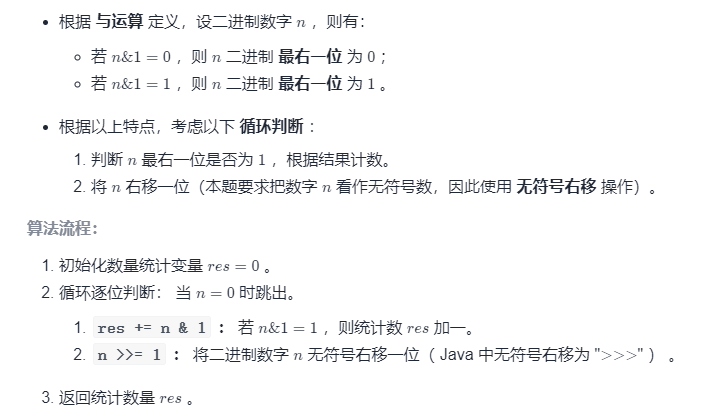 • 根据 与运算 定义，设二进制数字 n ，则有：
○ 若 n&1 = 0 ，则 n 二进制 最右一位 为 0 ；
○ 若 n&1 = 1 ，则 n 二进制 最右一位 为 1 。
• 根据以上特点，考虑以下 循环判断 ：
1. 判断 n 最右一位是否为 1 ，根据结果计数。
2. 将 n 右移一位（本题要求把数字 n 看作无符号数，因此使用 无符号右移 操作）。
算法流程：
1. 初始化数量统计变量 res = 0 。
2. 循环逐位判断： 当 n = 0 时跳出。
1. res += n & 1 ： 若 n&1 = 1 ，则统计数 res 加一。
2. n >>= 1 ： 将二进制数字 n 无符号右移一位（ Java 中无符号右移为 ">>>" ） 。
3. 返回统计数量 res 。